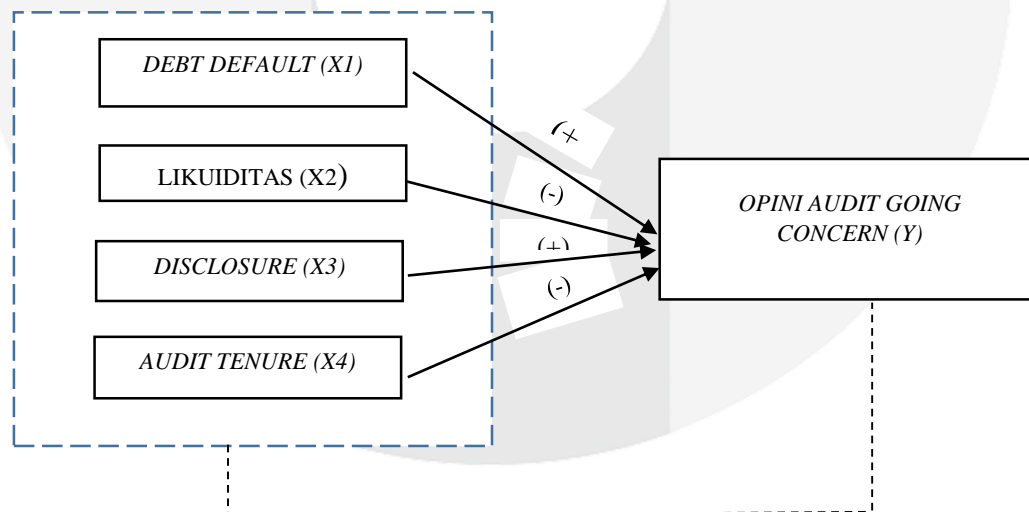 DEBT DEFAULT (X1)
(+
LIKUIDITAS (X2)
(-)
OPINI AUDIT GOING
CONCERN (Y)
DISCLOSURE (X3)
(+)
(-)
AUDIT TENURE (X4)